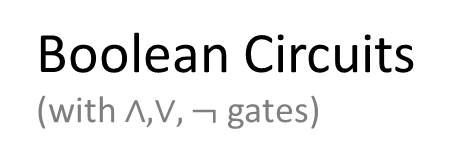 Boolean Circuits
(with ∧,∨, ¬ gates)